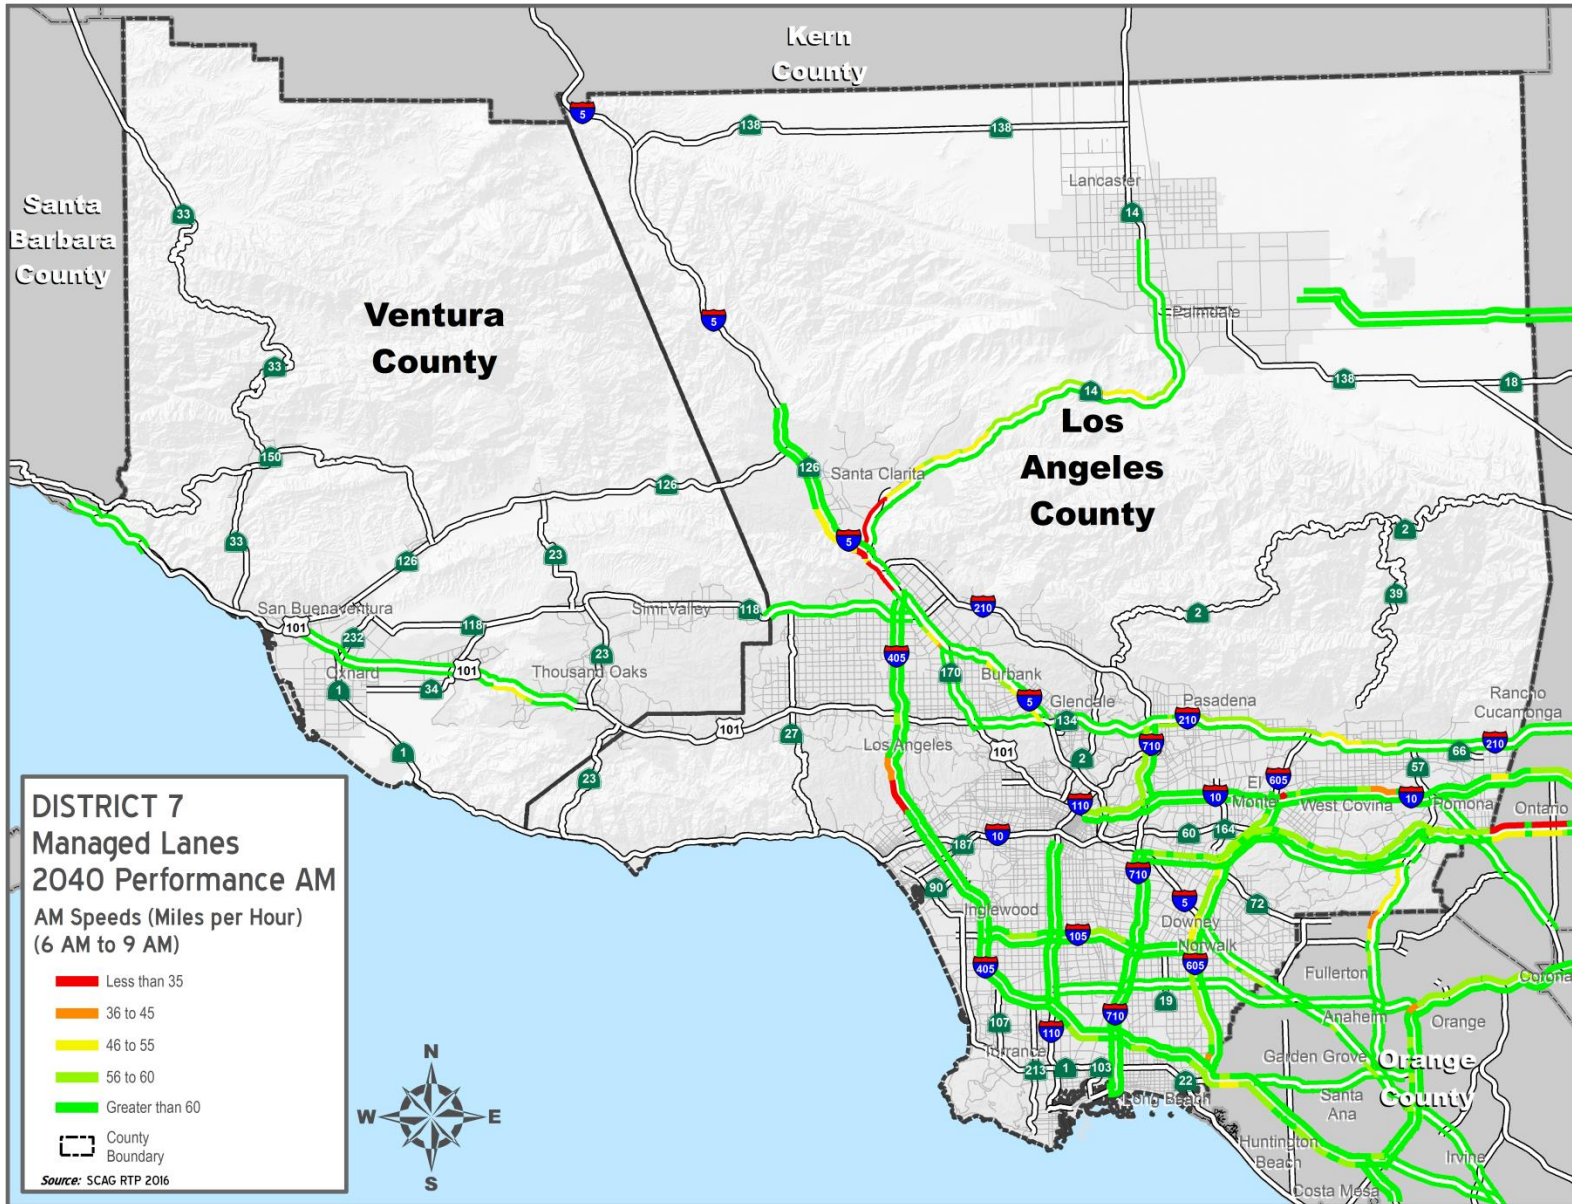 Kern
County
5
138
138
Lancaster
14
Santa
Barbara
County
33
Ventura
County
5
Palmdale
33
14
138
18
Los
Angeles
County
150
126
126
Santa Clarita
33
126
23
5
2
San Buenaventura
101
232
118
Simi Valley
118
210
2
39
Oxnard
1
34
101
23
Thousand Oaks
405
170
Burbank
5
Glendale
134
Pasadena
210
Rancho
Cucamonga
210
66
1
23
101
27
Los Angeles
101
2
710
110
10
El
Monte
605
West Covina
10
57
Pomona
Ontario
187
10
60
164
90
710
5
72
Inglewood
105
Downey
Norwalk
605
405
Fullerton
Corona
107
110
710
19
Anaheim
Orange
Torrance
213
1
103
22
Long Beach
Garden Grove
Orange
County
Santa
Ana
Huntington
Beach
Irvine
Costa Mesa
DISTRICT 7
Managed Lanes
2040 Performance AM
AM Speeds (Miles per Hour)
(6 AM to 9 AM)
Less than 35
36 to 45
46 to 55
56 to 60
Greater than 60
County
Boundary
Source: SCAG RTP 2016
N
W
E
S